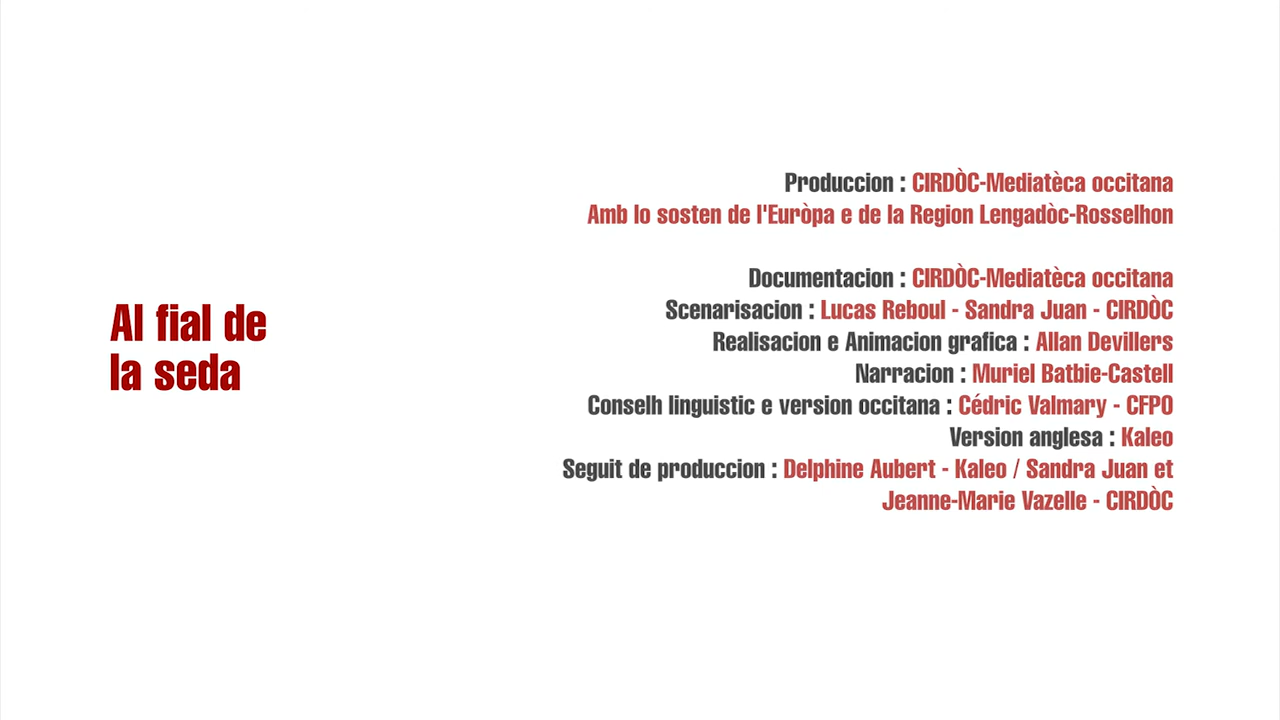 Al fial de
la seda
Produccion : CIRDÒC-Mediatèca occitana
Amb lo sosten de l'Euròpa e de la Region Lengadòc-Rosselhon
Documentacion : CIRDÒC-Mediatèca occitana
Scenarisacion : Lucas Reboul - Sandra Juan - CIRDÒC
Realisacion e Animacion grafica : Allan Devillers
Narracion : Muriel Batbie-Castell
Conselh linguistic e version occitana : Cédric Valmary - CFPO
Version anglesa : Kaleo
Seguit de produccion : Delphine Aubert - Kaleo / Sandra Juan et
Jeanne-Marie Vazelle - CIRDÒC